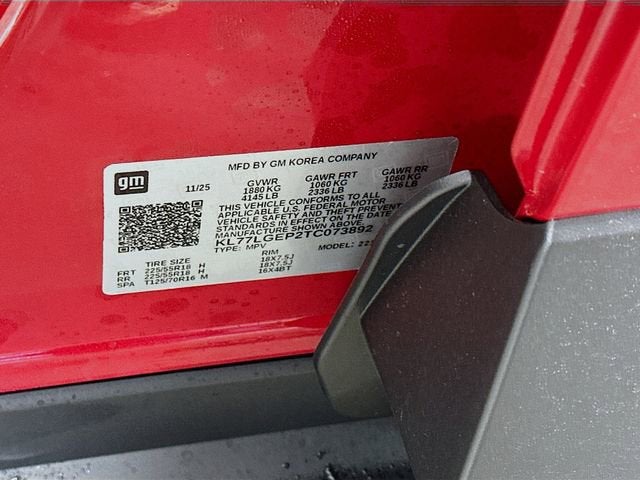 MFD BY GM KOREA COMPANY
gm
11/25 GVWR GAWR FRT GAWR RR
1880 KG 1060 KG 1060 KG
4145 LB 2336 LB 2336 LB
THIS VEHICLE CONFORMS TO ALL
APPLICABLE U.S. FEDERAL MOTOR
VEHICLE SAFETY AND THEFT PREVENT
STANDARDS IN EFFECT ON THE DATE
MANUFACTURE SHOWN ABOVE.
KL77LGEP2TC073892
TYPE: MPV MODEL:
TIRE SIZE RIM
FRT 225/55R18 H 18X7.5J
RR 225/55R18 H 18X7.5J
SPA T125/70R16 M 16X4BT